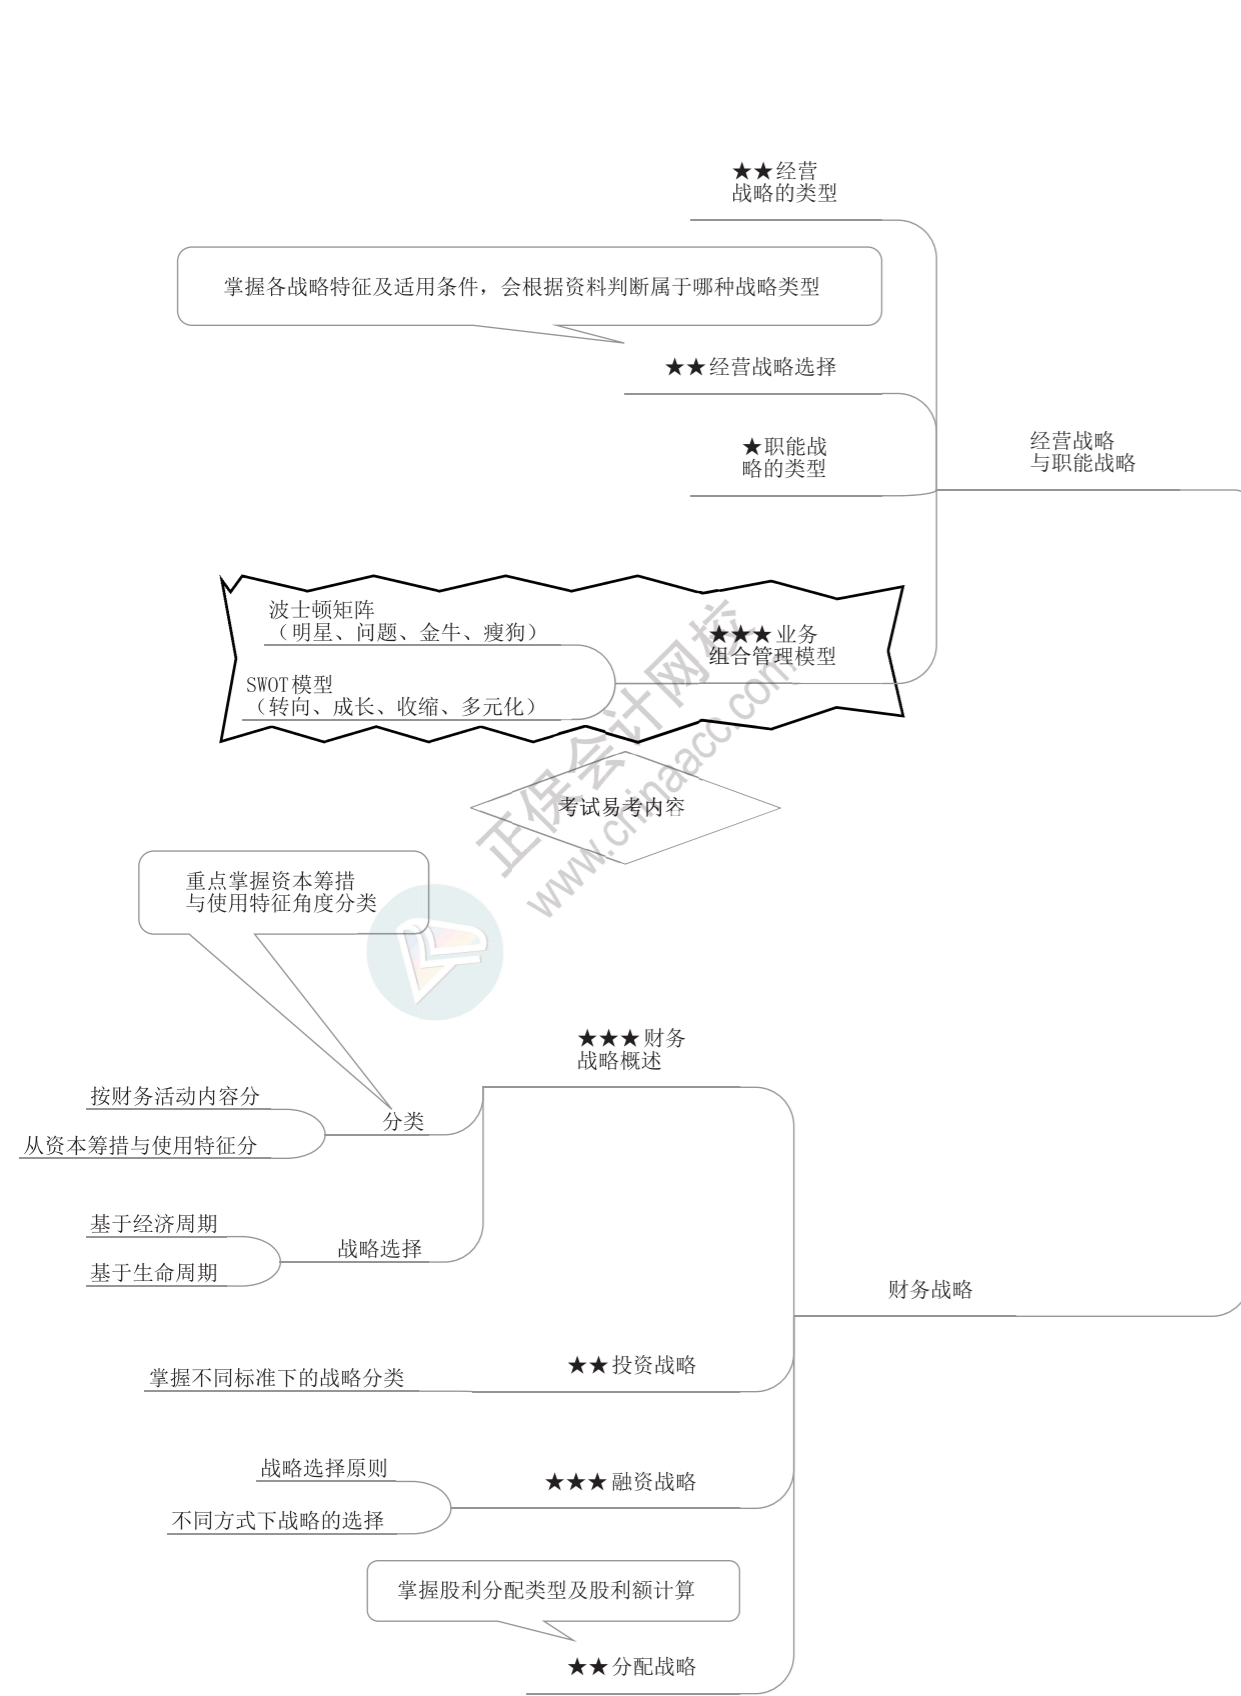 ★★经营
战略的类型
掌握各战略特征及适用条件，会根据资料判断属于哪种战略类型
★★经营战略选择
★职能战
略的类型
经营战略
与职能战略
波士顿矩阵
（明星、问题、金牛、瘦狗）
★★★业务
组合管理模型
SWOT模型
（转向、成长、收缩、多元化）
考试易考内容
正保会计网校
www.chinaacc.com
重点掌握资本筹措
与使用特征角度分类
★★★财务
战略概述
按财务活动内容分
分类
从资本筹措与使用特征分
基于经济周期
战略选择
基于生命周期
财务战略
★★投资战略
掌握不同标准下的战略分类
战略选择原则
★★★融资战略
不同方式下战略的选择
掌握股利分配类型及股利额计算
★★分配战略